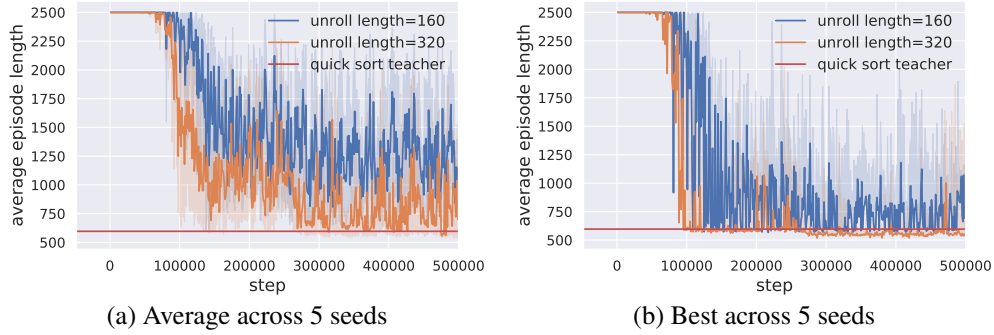 2500
2250
2000
1750
1500
1250
1000
750
500
average episode length
unroll length=160
unroll length=320
quick sort teacher
0
100000
200000
300000
400000
500000
step
(a) Average across 5 seeds
2500
2250
2000
1750
1500
1250
1000
750
500
average episode length
unroll length=160
unroll length=320
quick sort teacher
0
100000
200000
300000
400000
500000
step
(b) Best across 5 seeds